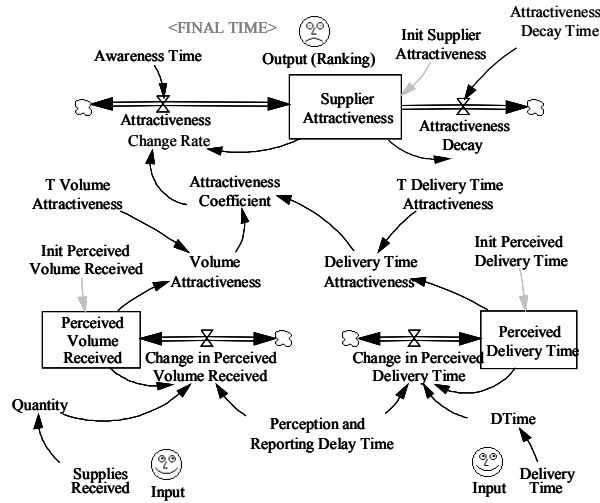 <FINAL TIME>
Output (Ranking)
Init Supplier
Attractiveness
Attractiveness
Decay Time
Awareness Time
Supplier
Attractiveness
Attractiveness
Change Rate
Attractiveness
Decay
T Volume
Attractiveness
Attractiveness
Coefficient
T Delivery Time
Attractiveness
Init Perceived
Volume Received
Volume
Attractiveness
Delivery Time
Attractiveness
Init Perceived
Delivery Time
Perceived
Volume
Received
Change in Perceived
Volume Received
Change in Perceived
Delivery Time
Perceived
Delivery Time
Quantity
Perception and
Reporting Delay Time
DTime
Supplies
Received
Input
Input
Delivery
Time